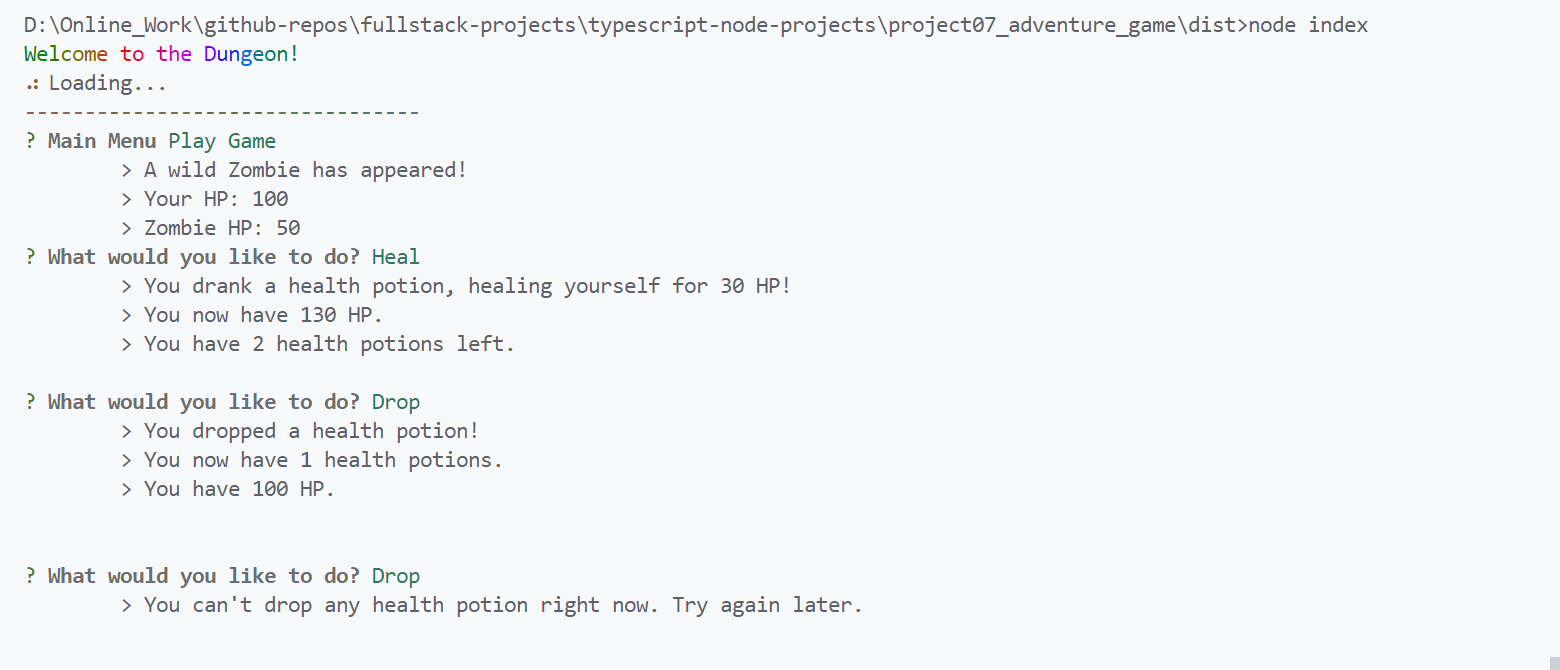 D:\Online_Work\github-repos\fullstack-projects\typescript-node-projects\project07_adventure_game\dist>node index
Welcome to the Dungeon!
⠴ Loading...
---------------------------------
? Main Menu Play Game
> A wild Zombie has appeared!
> Your HP: 100
> Zombie HP: 50
? What would you like to do? Heal
> You drank a health potion, healing yourself for 30 HP!
> You now have 130 HP.
> You have 2 health potions left.
? What would you like to do? Drop
> You dropped a health potion!
> You now have 1 health potions.
> You have 100 HP.
? What would you like to do? Drop
> You can't drop any health potion right now. Try again later.